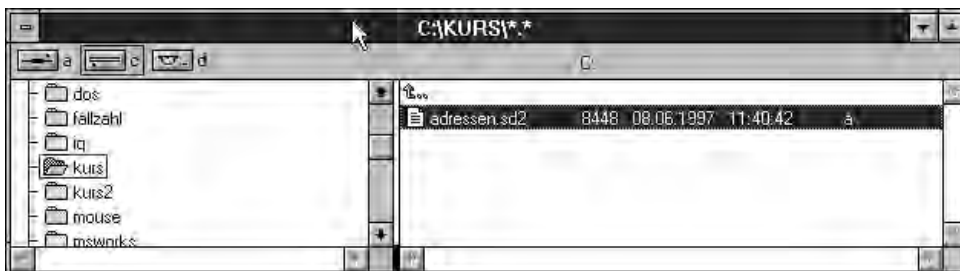 C:\KURS\*.*
a c d C:
dos
fallzahl
iq
kurs
kurs2
mouse
msworks
adressen.sd2 8448 08.06.1997 11:40:42 a